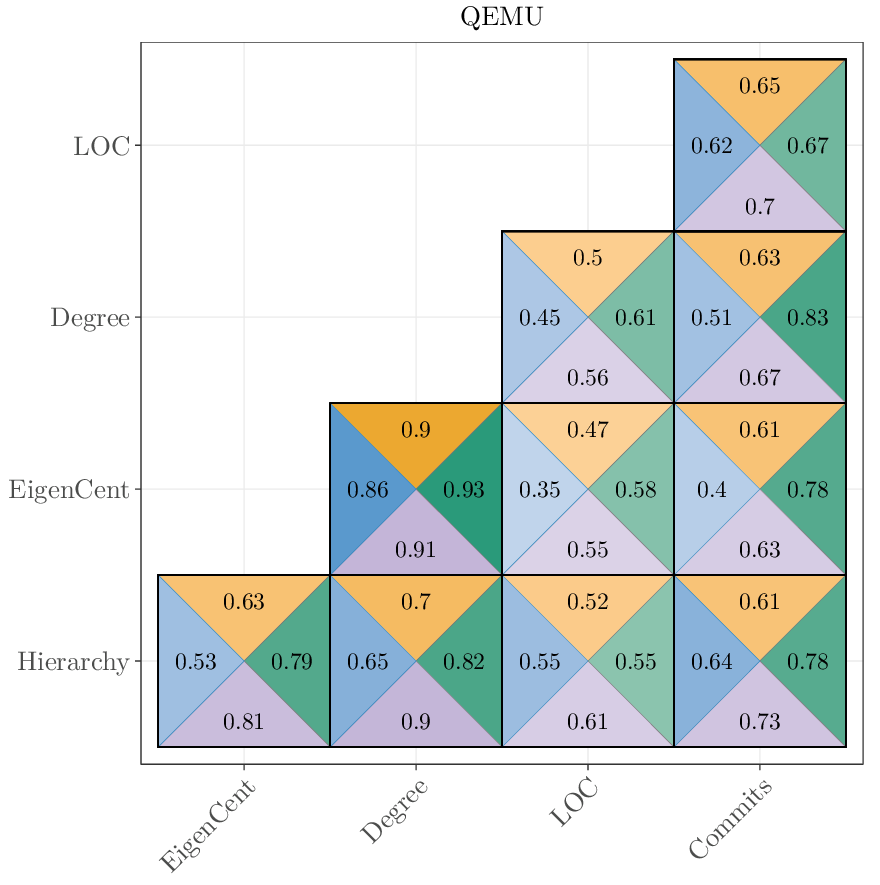 QEMU
0.65
LOC 0.62 0.67
0.7
0.5 0.63
Degree 0.45 0.61 0.51 0.83
0.56 0.67
0.9 0.47 0.61
EigenCent 0.86 0.93 0.35 0.58 0.4 0.78
0.91 0.55 0.63
0.63 0.7 0.52 0.61
Hierarchy 0.53 0.79 0.65 0.82 0.55 0.55 0.64 0.78
0.81 0.9 0.61 0.73
EigenCent Degree LOC Commits